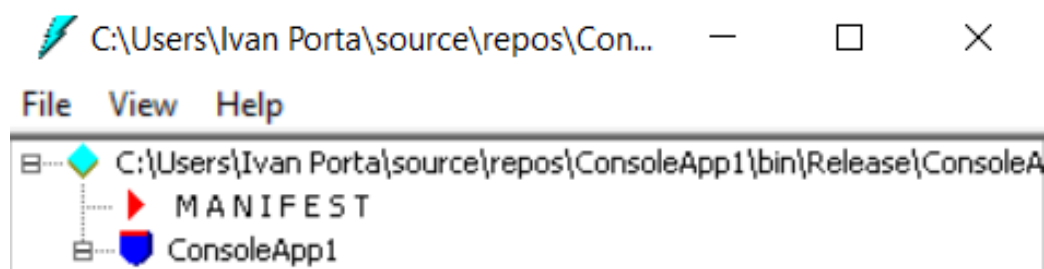 C:\Users\Ivan Porta\source\repos\Con...
File View Help
C:\Users\Ivan Porta\source\repos\ConsoleApp1\bin\Release\ConsoleA
MANIFEST
ConsoleApp1